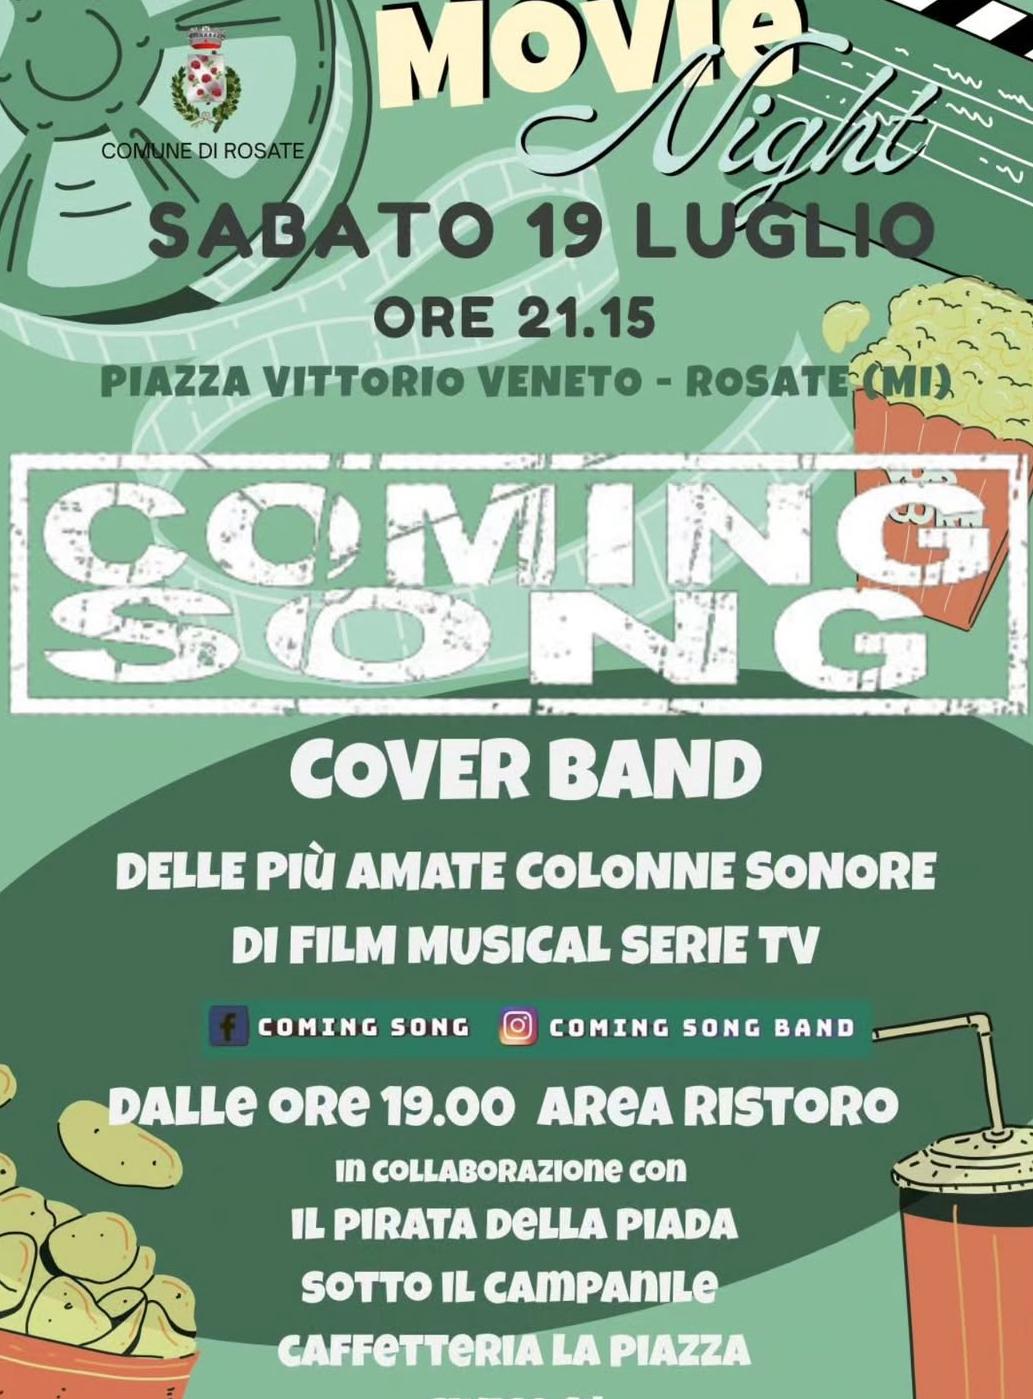 MOVIE
Night
COMUNE DI ROSATE
SABATO 19 LUGLIO
ORE 21.15
PIAZZA VITTORIO VENETO - ROSATE (MI)
COMING
SONG
COVER BAND
DELLE PIÙ AMATE COLONNE SONORE
DI FILM MUSICAL SERIE TV
COMING SONG COMING SONG BAND
DALLE ORE 19.00 AREA RISTORO
IN COLLABORAZIONE CON
IL PIRATA DELLA PIADA
SOTTO IL CAMPANILE
CAFFETTERIA LA PIAZZA